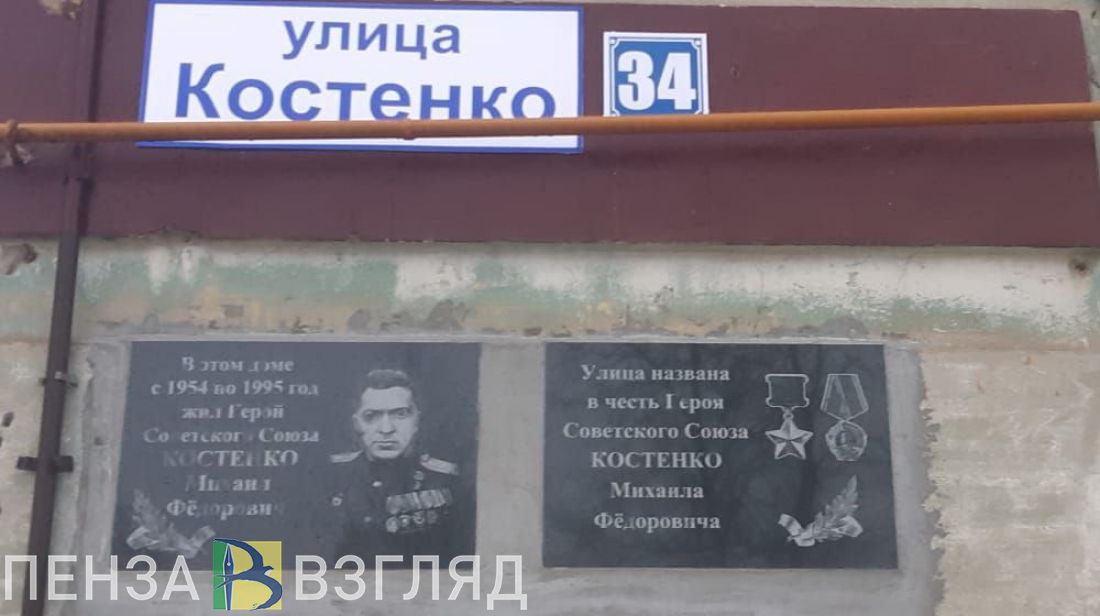 улица
Костенко
34
В этом доме
с 1954 по 1995 год
жил Герой
Советского Союза
КОСТЕНКО
Михаил
Фёдорович
Улица названа
в честь Героя
Советского Союза
КОСТЕНКО
Михаила
Фёдоровича
ПЕНЗА ВЗГЛЯД